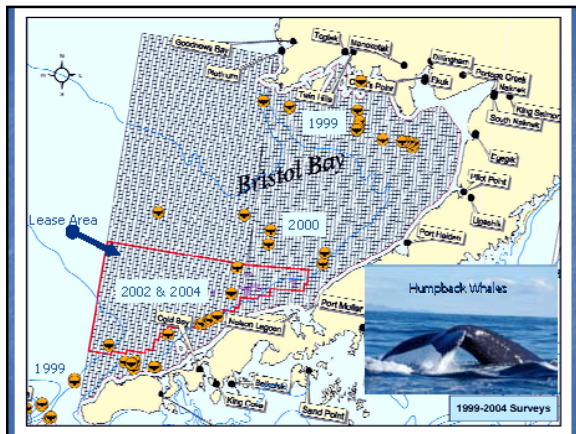 Goodnews Bay
Togiak
Manokotak
Platinum
Twin Hills
Dillingham
Portage Creek
Ekuk
Naknek
King Salmon
South Naknek
1999
Egegik
Bristol Bay
Pilot Point
Ugashik
2000
Port Heiden
Lease Area
2002 & 2004
Humpback Whales
Cold Bay
Nelson Lagoon
Port Moller
1999
Belkofski
King Cove
Sand Point
1999-2004 Surveys